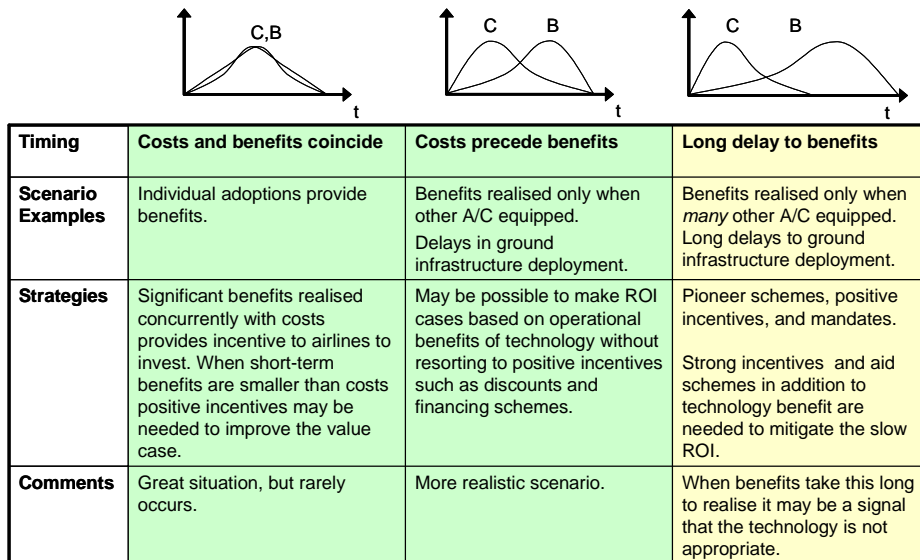 C,B
t
C
B
t
C
B
t
Timing
Costs and benefits coincide
Costs precede benefits
Long delay to benefits
Scenario
Examples
Individual adoptions provide
benefits.
Benefits realised only when
other A/C equipped.
Delays in ground
infrastructure deployment.
Benefits realised only when
many other A/C equipped.
Long delays to ground
infrastructure deployment.
Strategies
Significant benefits realised
concurrently with costs
provides incentive to airlines to
invest. When short-term
benefits are smaller than costs
positive incentives may be
needed to improve the value
case.
May be possible to make ROI
cases based on operational
benefits of technology without
resorting to positive incentives
such as discounts and
financing schemes.
Pioneer schemes, positive
incentives, and mandates.
Strong incentives and aid
schemes in addition to
technology benefit are
needed to mitigate the slow
ROI.
Comments
Great situation, but rarely
occurs.
More realistic scenario.
When benefits take this long
to realise it may be a signal
that the technology is not
appropriate.